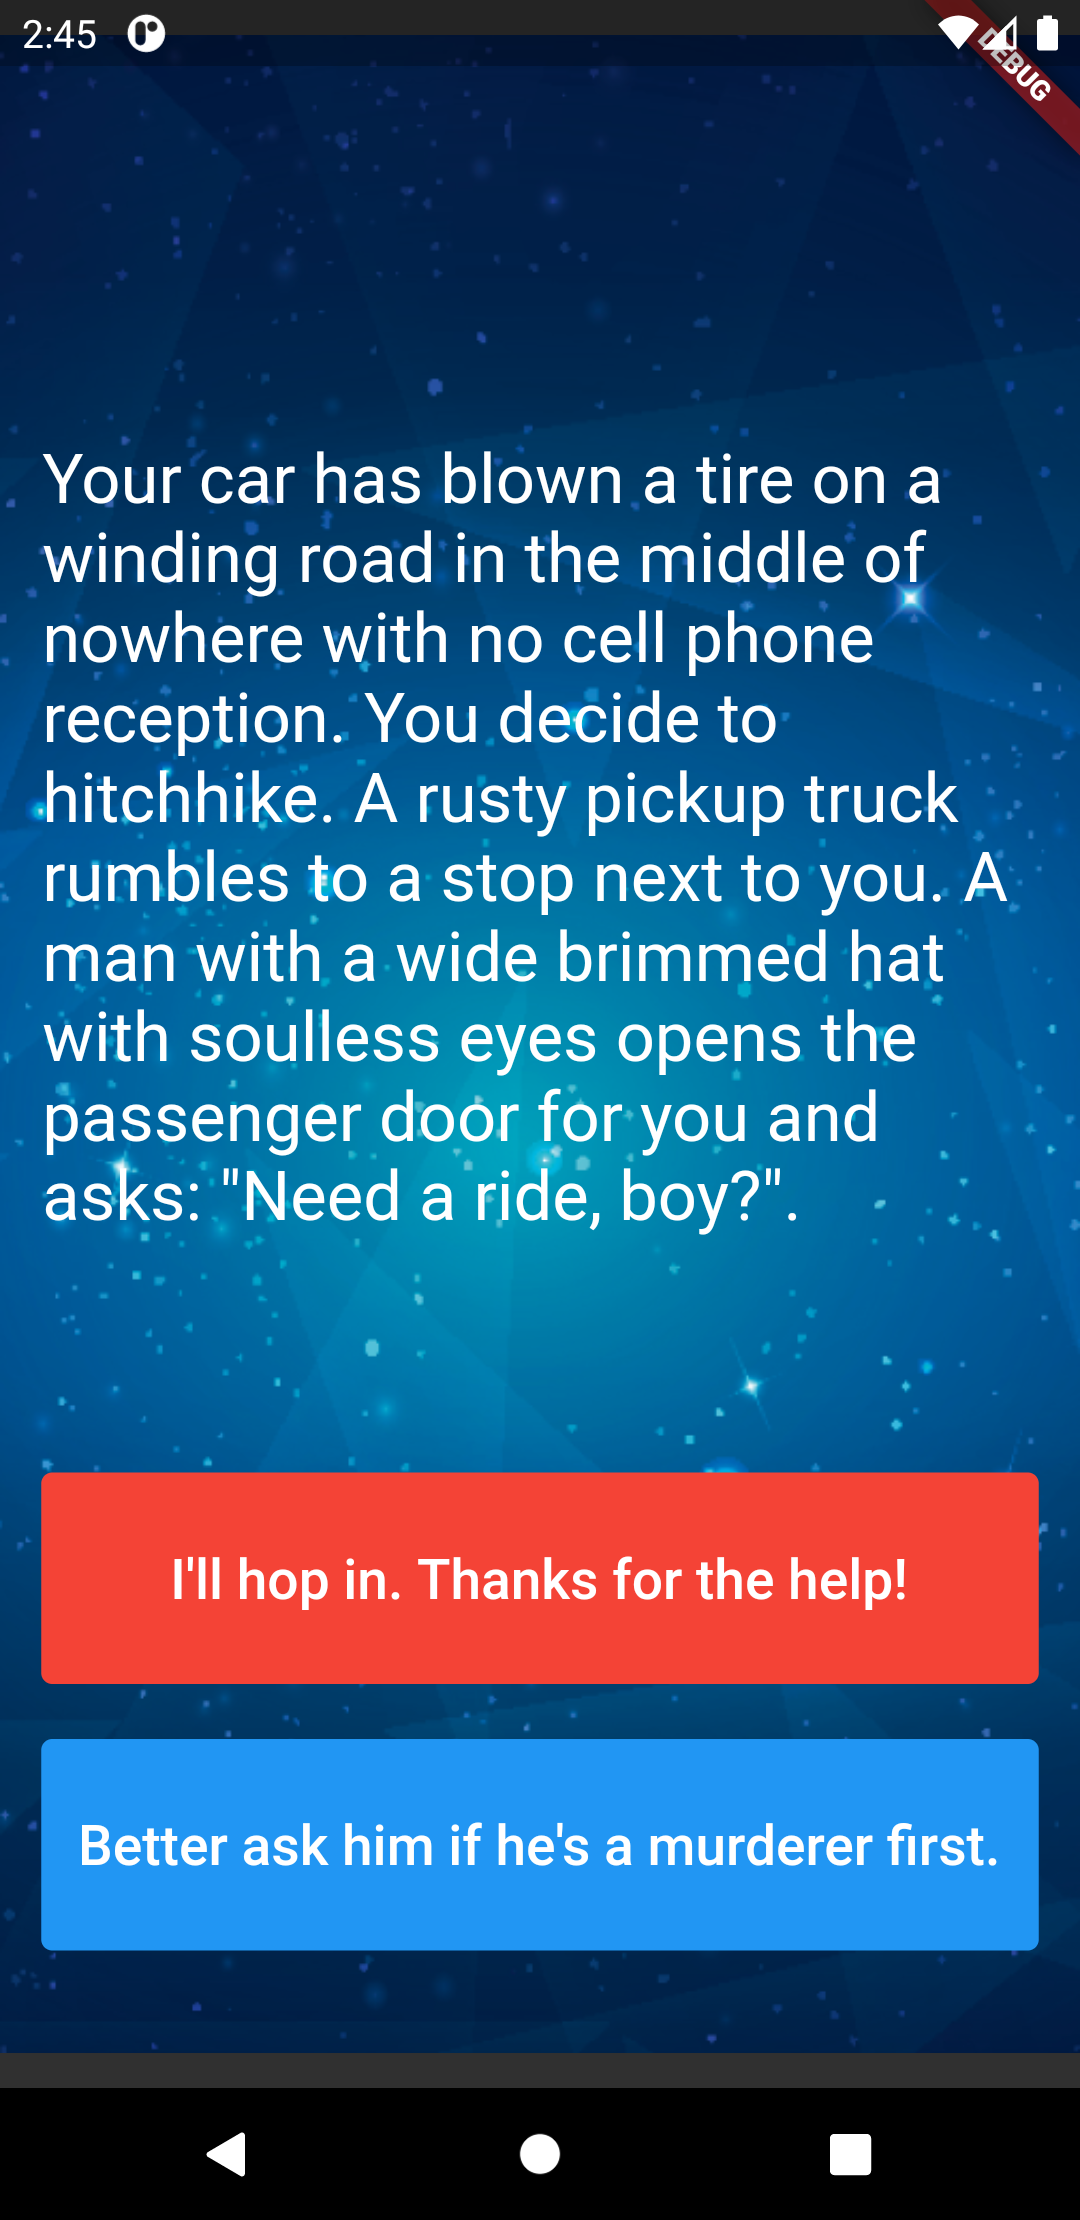 2:45
DEBUG
Your car has blown a tire on a
winding road in the middle of
nowhere with no cell phone
reception. You decide to
hitchhike. A rusty pickup truck
rumbles to a stop next to you. A
man with a wide brimmed hat
with soulless eyes opens the
passenger door for you and
asks: "Need a ride, boy?".
I'll hop in. Thanks for the help!
Better ask him if he's a murderer first.